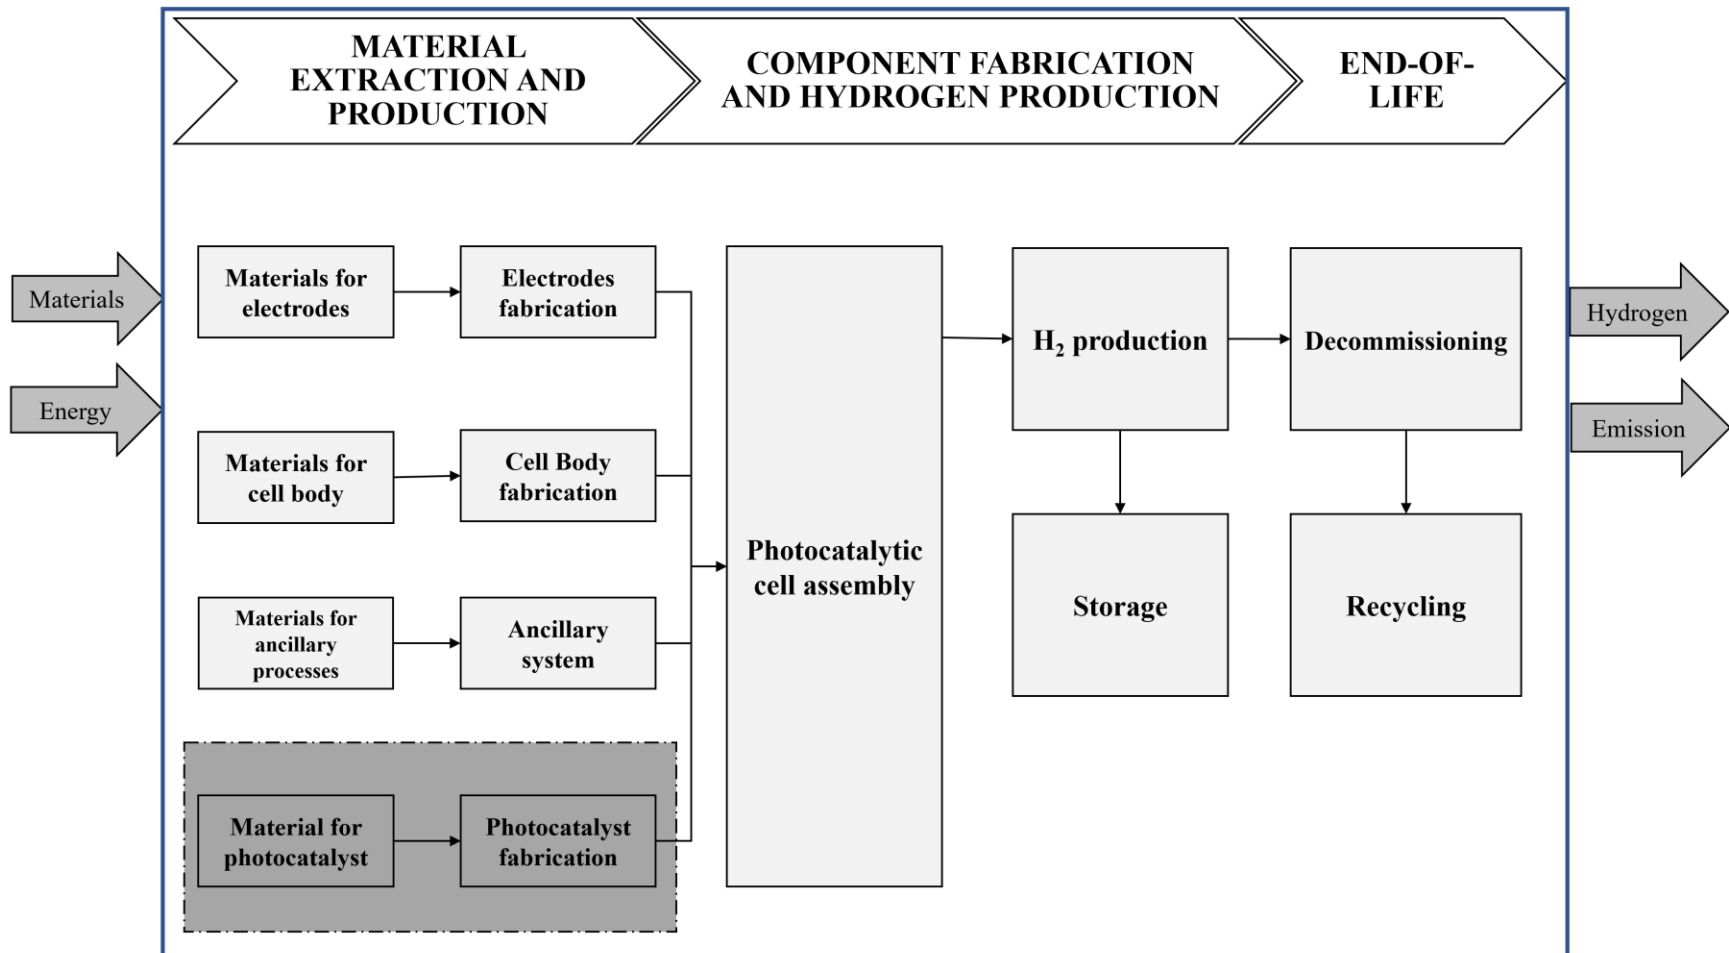 MATERIAL
EXTRACTION AND
PRODUCTION
COMPONENT FABRICATION
AND HYDROGEN PRODUCTION
END-OF-
LIFE
Materials
Energy
Materials for
electrodes
Electrodes
fabrication
Materials for
cell body
Cell Body
fabrication
Materials for
ancillary
processes
Ancillary
system
Material for
photocatalyst
Photocatalyst
fabrication
Photocatalytic
cell assembly
H₂ production
Storage
Decommissioning
Recycling
Hydrogen
Emission